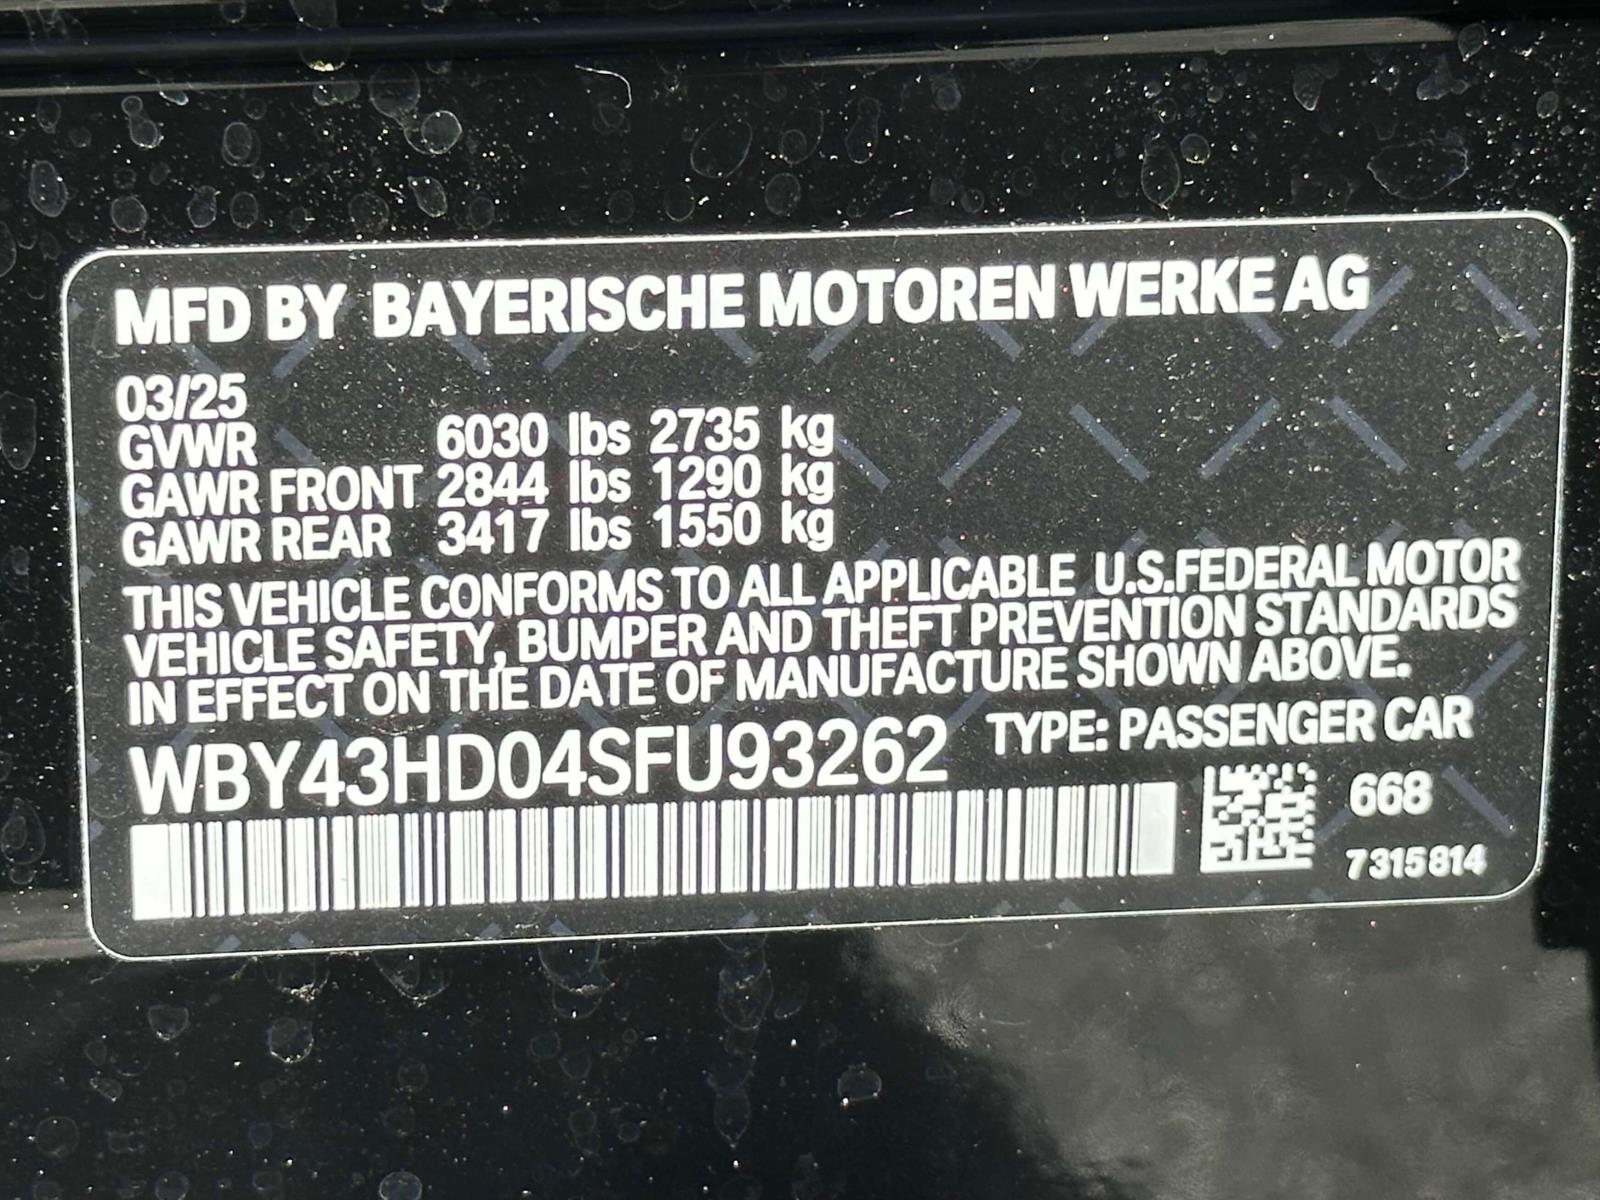 MFD BY BAYERISCHE MOTOREN WERKE AG
03/25
GVWR 6030 lbs 2735 kg
GAWR FRONT 2844 lbs 1290 kg
GAWR REAR 3417 lbs 1550 kg
THIS VEHICLE CONFORMS TO ALL APPLICABLE U.S.FEDERAL MOTOR
VEHICLE SAFETY, BUMPER AND THEFT PREVENTION STANDARDS
IN EFFECT ON THE DATE OF MANUFACTURE SHOWN ABOVE.
WBY43HD04SFU93262 TYPE: PASSENGER CAR
668
7315814